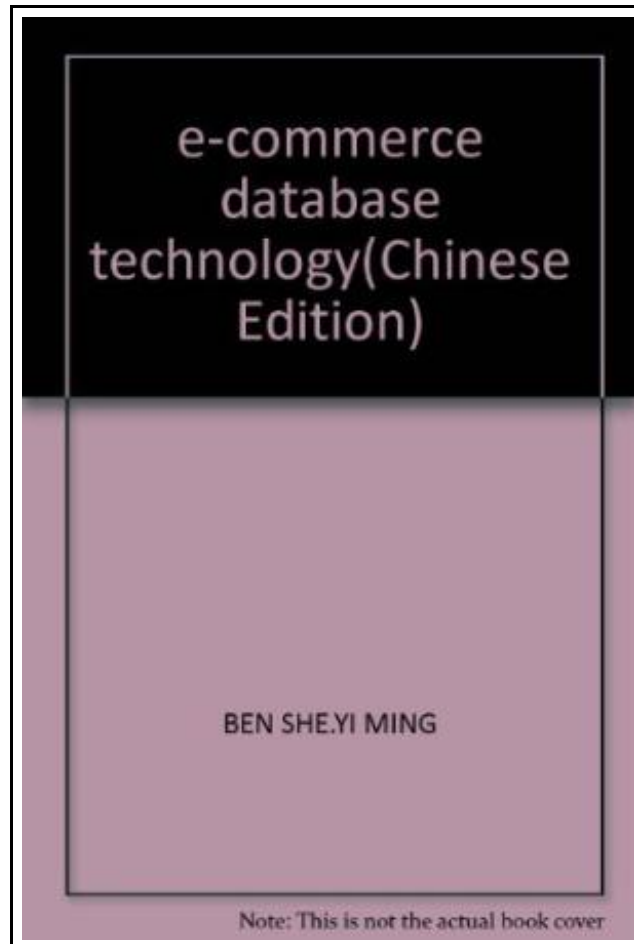 e-commerce
database
technology(Chinese
Edition)
BEN SHE.YI MING
Note: This is not the actual book cover